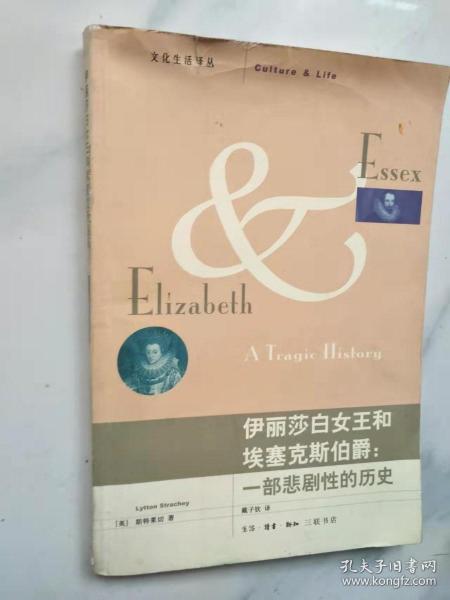 文化生活译丛
Culture & Life
&
Essex
Elizabeth
A Tragic History
伊丽莎白女王和
埃塞克斯伯爵：
一部悲剧性的历史
Lytton Strachey
［英］ 斯特莱切 著
戴子钦 译
生活·读书·新知 三联书店
孔夫子旧书网
www.kongfz.com